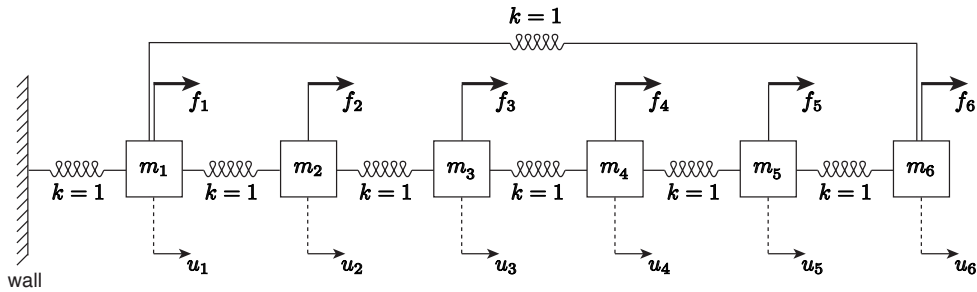 k = 1
f₁ f₂ f₃ f₄ f₅ f₆
m₁ m₂ m₃ m₄ m₅ m₆
k = 1 k = 1 k = 1 k = 1 k = 1 k = 1
u₁ u₂ u₃ u₄ u₅ u₆
wall